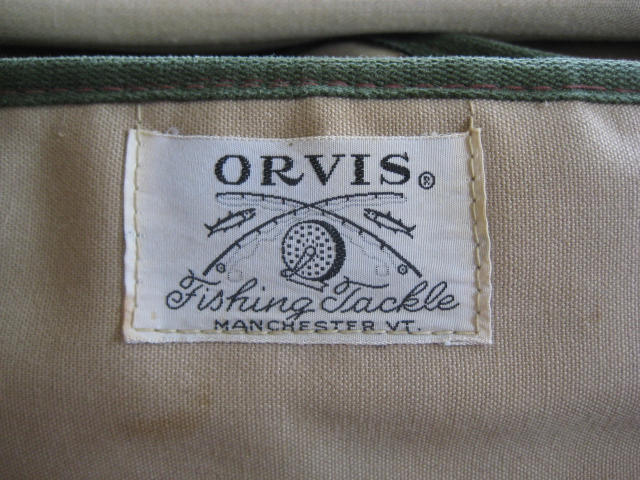 ORVIS®
Fishing Tackle
MANCHESTER VT.